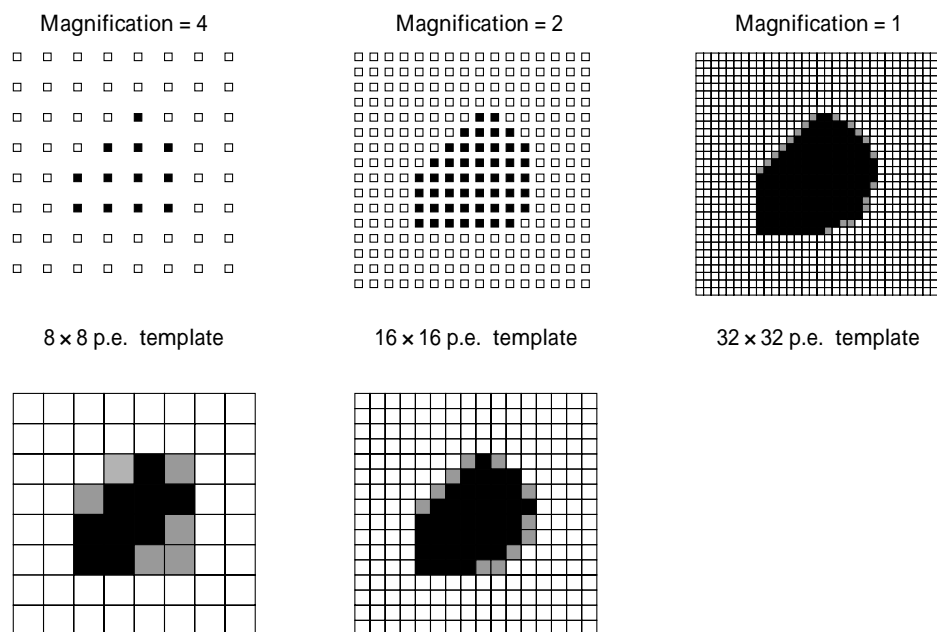 Magnification = 4
Magnification = 2
Magnification = 1
8 × 8 p.e. template
16 × 16 p.e. template
32 × 32 p.e. template